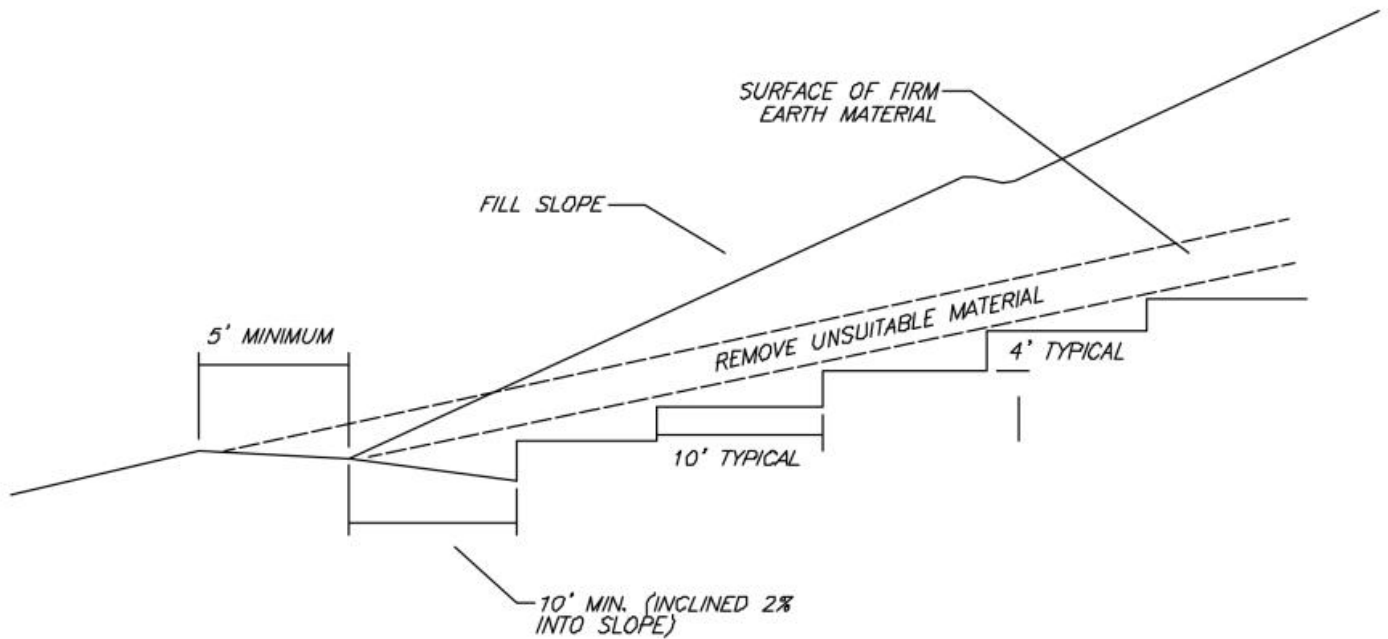 SURFACE OF FIRM
EARTH MATERIAL
FILL SLOPE
5' MINIMUM
REMOVE UNSUITABLE MATERIAL
4' TYPICAL
10' TYPICAL
10' MIN. (INCLINED 2%
INTO SLOPE)